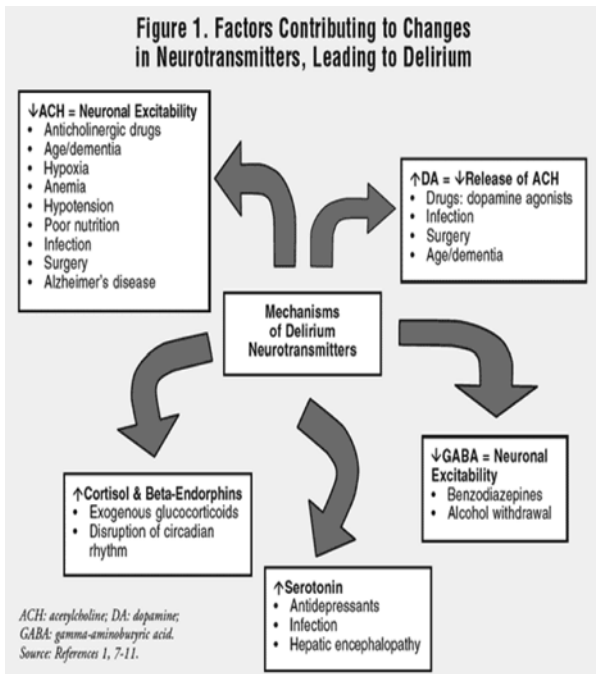 Figure 1. Factors Contributing to Changes
in Neurotransmitters, Leading to Delirium
↓ACH = Neuronal Excitability
• Anticholinergic drugs
• Age/dementia
• Hypoxia
• Anemia
• Hypotension
• Poor nutrition
• Infection
• Surgery
• Alzheimer's disease
↑DA = ↓Release of ACH
• Drugs: dopamine agonists
• Infection
• Surgery
• Age/dementia
Mechanisms
of Delirium
Neurotransmitters
↑Cortisol & Beta-Endorphins
• Exogenous glucocorticoids
• Disruption of circadian
rhythm
↑Serotonin
• Antidepressants
• Infection
• Hepatic encephalopathy
↓GABA = Neuronal
Excitability
• Benzodiazepines
• Alcohol withdrawal
ACH: acetylcholine; DA: dopamine;
GABA: gamma-aminobutyric acid.
Source: References 1, 7-11.